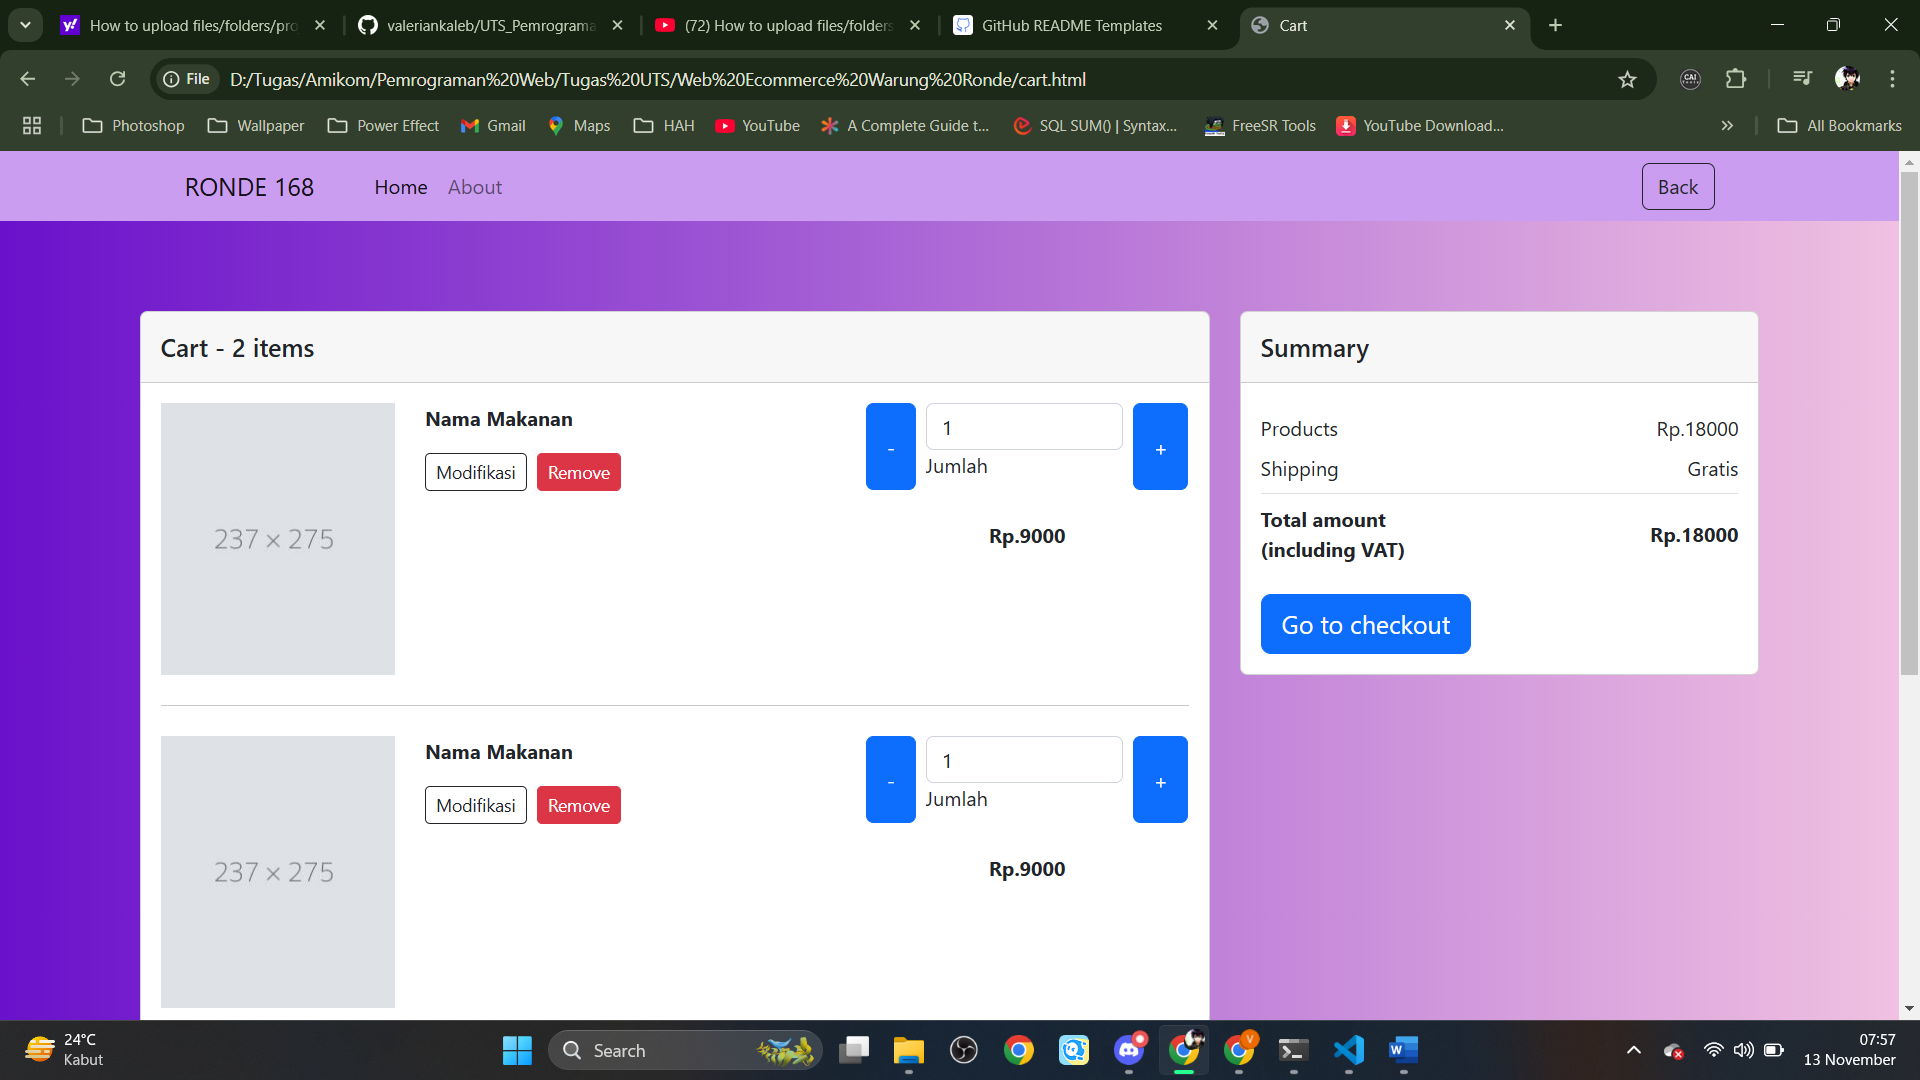 How to upload files/folders/pro
valeriankaleb/UTS_Pemrograma
(72) How to upload files/folders
GitHub README Templates
Cart
File
D:/Tugas/Amikom/Pemrograman%20Web/Tugas%20UTS/Web%20Ecommerce%20Warung%20Ronde/cart.html
Photoshop
Wallpaper
Power Effect
Gmail
Maps
HAH
YouTube
A Complete Guide t...
SQL SUM() | Syntax...
FreeSR Tools
YouTube Download...
All Bookmarks
RONDE 168
Home
About
Back
Cart - 2 items
237 × 275
Nama Makanan
Modifikasi
Remove
-
1
Jumlah
+
Rp.9000
237 × 275
Nama Makanan
Modifikasi
Remove
-
1
Jumlah
+
Rp.9000
Summary
Products
Rp.18000
Shipping
Gratis
Total amount
(including VAT)
Rp.18000
Go to checkout
24°C
Kabut
Search
07:57
13 November